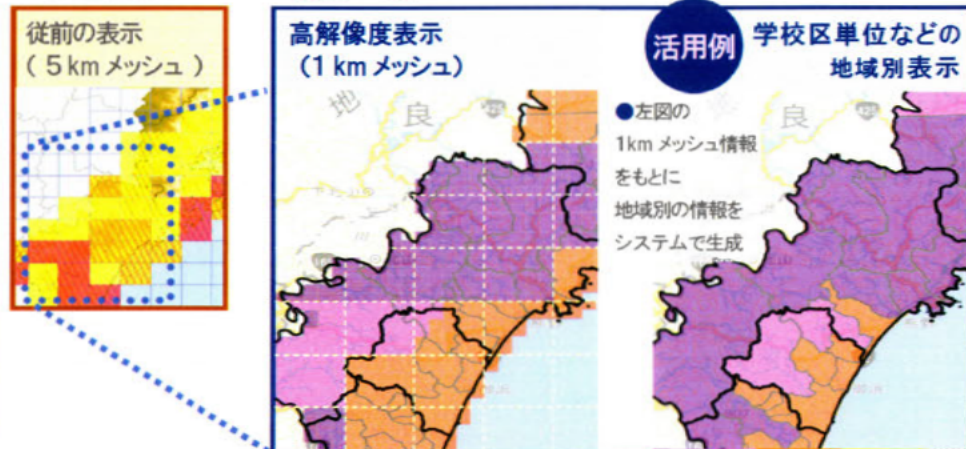 従前の表示
( 5km メッシュ )
高解像度表示
(1 km メッシュ)
活用例
学校区単位などの
地域別表示
●左図の
1km メッシュ情報
をもとに
地域別の情報を
システムで生成
地
良
良